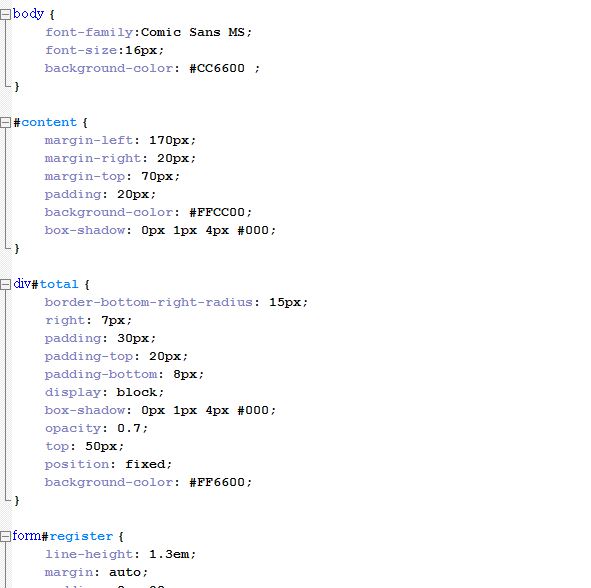 body {
font-family:Comic Sans MS;
font-size:16px;
background-color: #CC6600 ;
}
#content {
margin-left: 170px;
margin-right: 20px;
margin-top: 70px;
padding: 20px;
background-color: #FFCC00;
box-shadow: 0px 1px 4px #000;
}
div#total {
border-bottom-right-radius: 15px;
right: 7px;
padding: 30px;
padding-top: 20px;
padding-bottom: 8px;
display: block;
box-shadow: 0px 1px 4px #000;
opacity: 0.7;
top: 50px;
position: fixed;
background-color: #FF6600;
}
form#register {
line-height: 1.3em;
margin: auto;